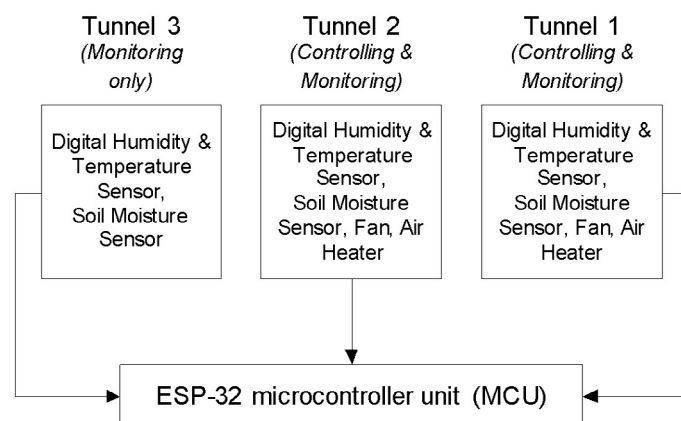 Tunnel 3
(Monitoring
only)
Digital Humidity &
Temperature
Sensor,
Soil Moisture
Sensor
Tunnel 2
(Controlling &
Monitoring)
Digital Humidity &
Temperature
Sensor,
Soil Moisture
Sensor, Fan, Air
Heater
Tunnel 1
(Controlling &
Monitoring)
Digital Humidity &
Temperature
Sensor,
Soil Moisture
Sensor, Fan, Air
Heater
ESP-32 microcontroller unit (MCU)